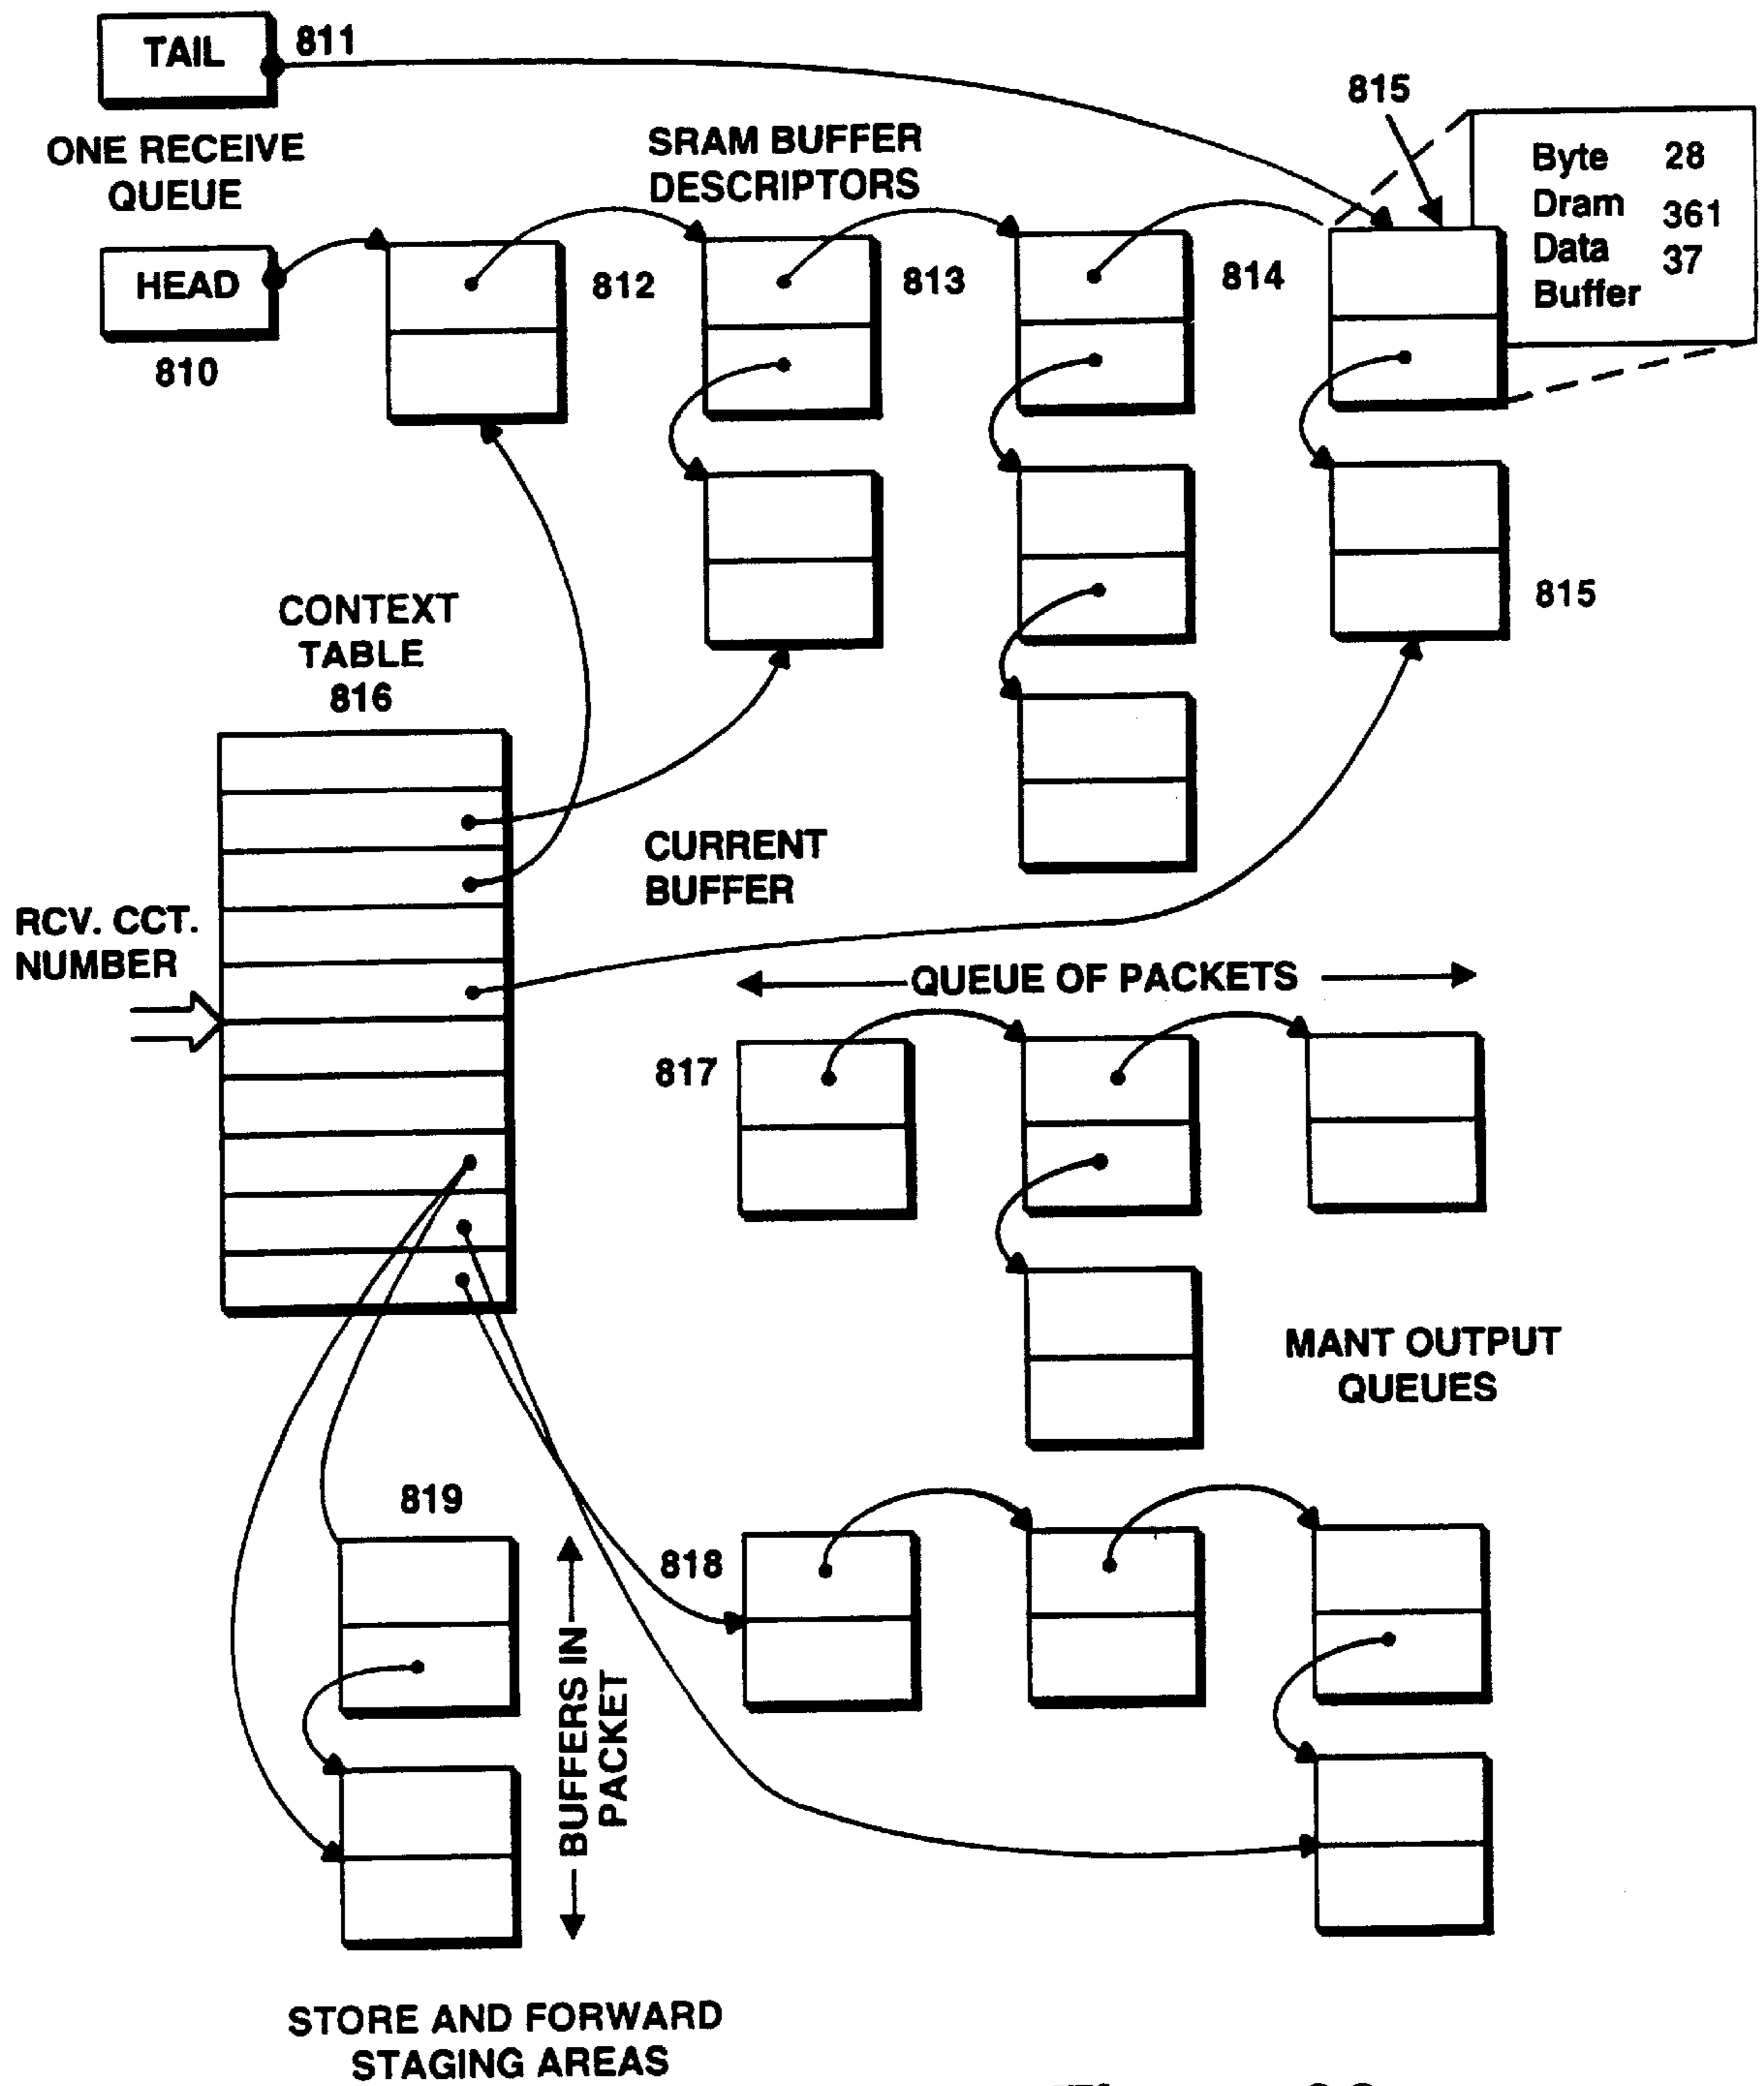 TAIL
811
ONE RECEIVE
QUEUE
HEAD
810
SRAM BUFFER
DESCRIPTORS
812
813
814
815
Byte 28
Dram 361
Data 37
Buffer
815
CONTEXT
TABLE
816
CURRENT
BUFFER
RCV. CCT.
NUMBER
QUEUE OF PACKETS
817
MANT OUTPUT
QUEUES
819
818
BUFFERS IN
PACKET
STORE AND FORWARD
STAGING AREAS